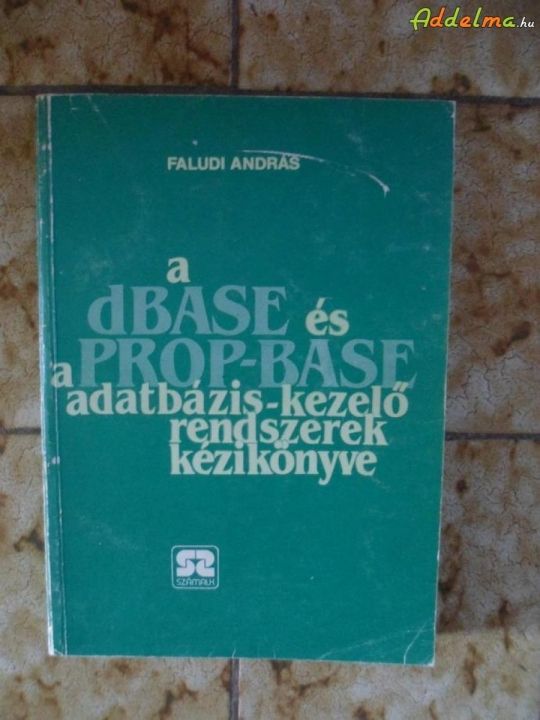 Addelma.hu
FALUDI ANDRÁS
a
dBASE és
a PROP-BASE
adatbázis-kezelő
rendszerek
kézikönyve
SZÁMALK